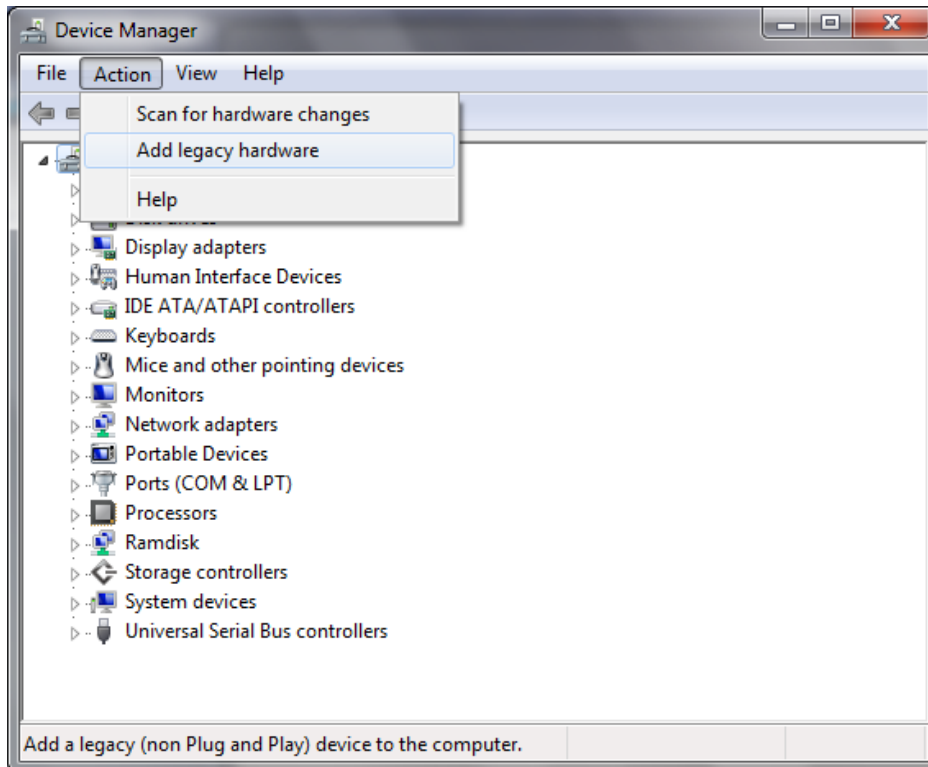 Device Manager
File Action View Help
Scan for hardware changes
Add legacy hardware
Help
Display adapters
Human Interface Devices
IDE ATA/ATAPI controllers
Keyboards
Mice and other pointing devices
Monitors
Network adapters
Portable Devices
Ports (COM & LPT)
Processors
Ramdisk
Storage controllers
System devices
Universal Serial Bus controllers
Add a legacy (non Plug and Play) device to the computer.